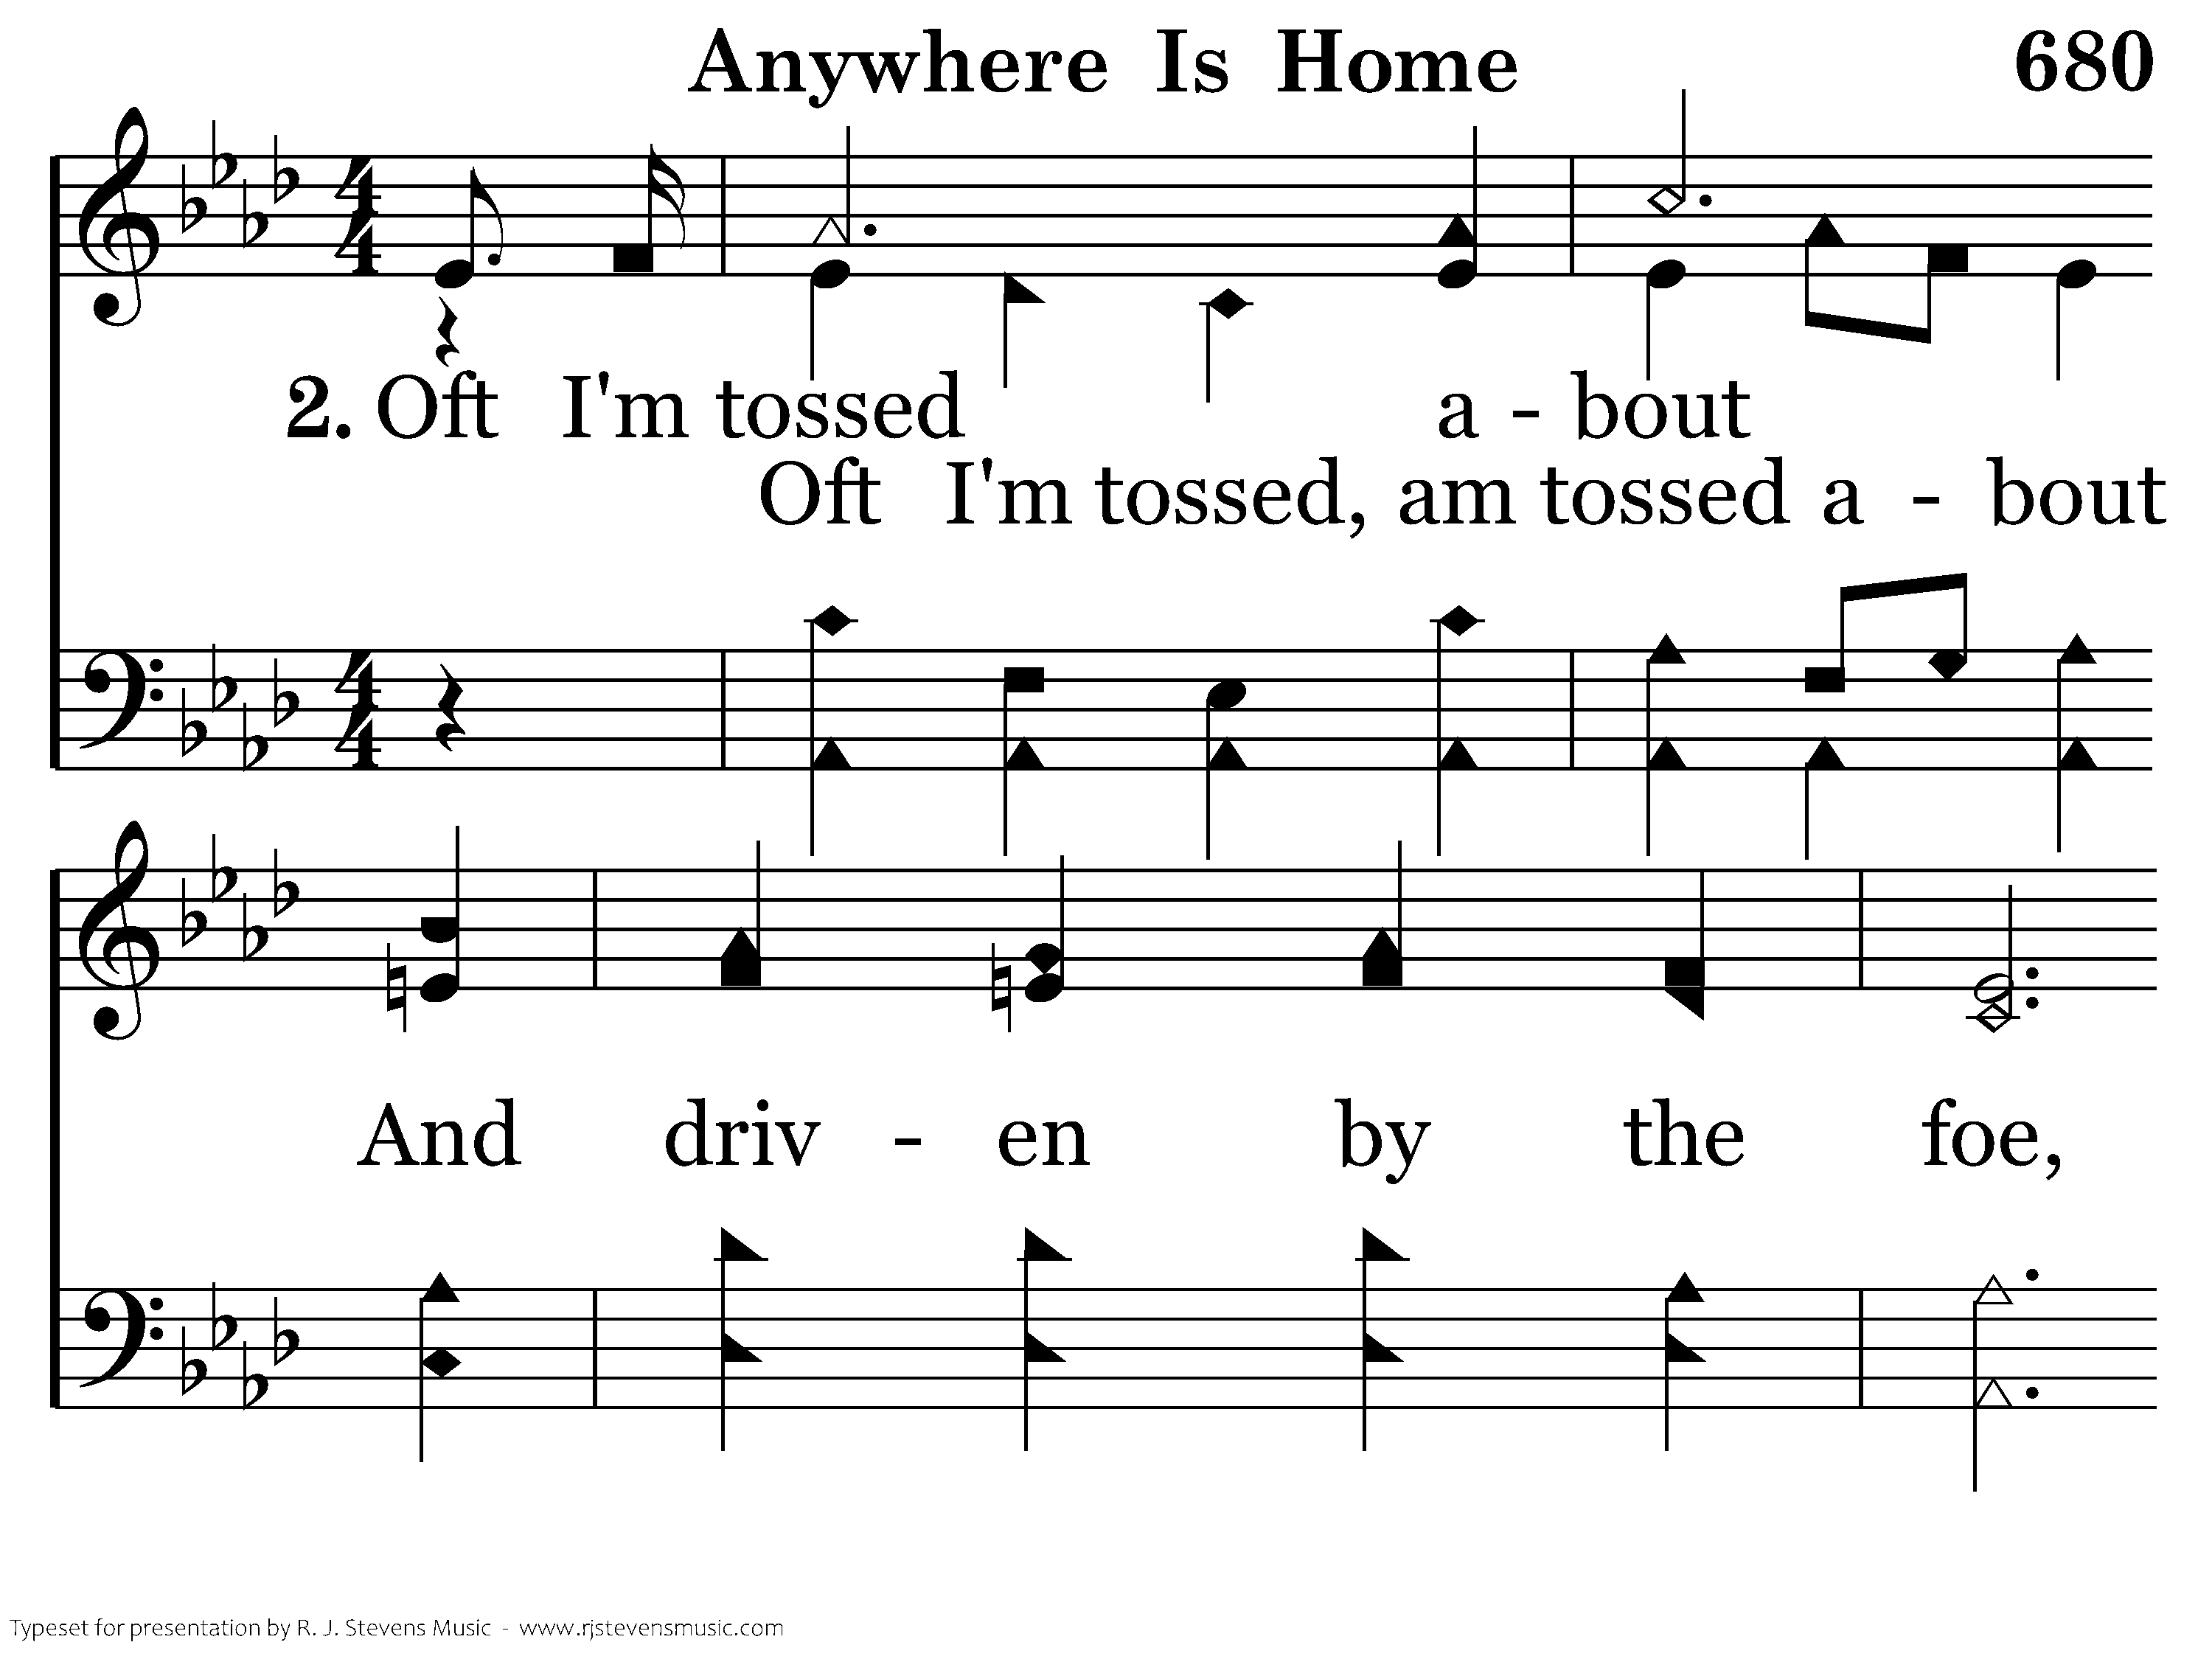 Anywhere Is Home 680
2. Oft I'm tossed a - bout
Oft I'm tossed, am tossed a - bout
And driv - en by the foe,
Typeset for presentation by R. J. Stevens Music - www.rjstevensmusic.com